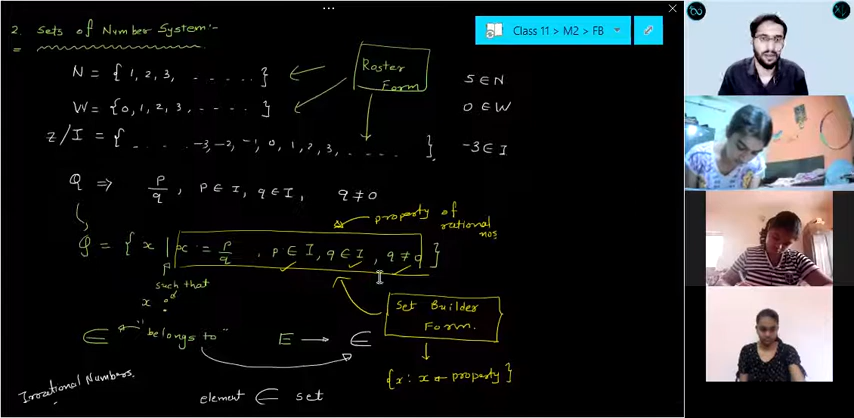 2. Sets of Number System:-
Class 11 > M2 > FB
N = { 1, 2, 3, ........ }
Roster Form
5 ∈ N
W = {0, 1, 2, 3, ........ }
0 ∈ W
Z/I = { ........ -3, -2, -1, 0, 1, 2, 3, ........ }
-3 ∈ I
Q ⇒ p/q , p ∈ I, q ∈ I, q ≠ 0
property of rational nos
Q = { x | x = p/q , p ∈ I, q ∈ I, q ≠ 0 }
such that
x :
Set Builder Form.
∈ "belongs to"
E → ∈
{x : x ← property}
Irrational Numbers.
element ∈ set